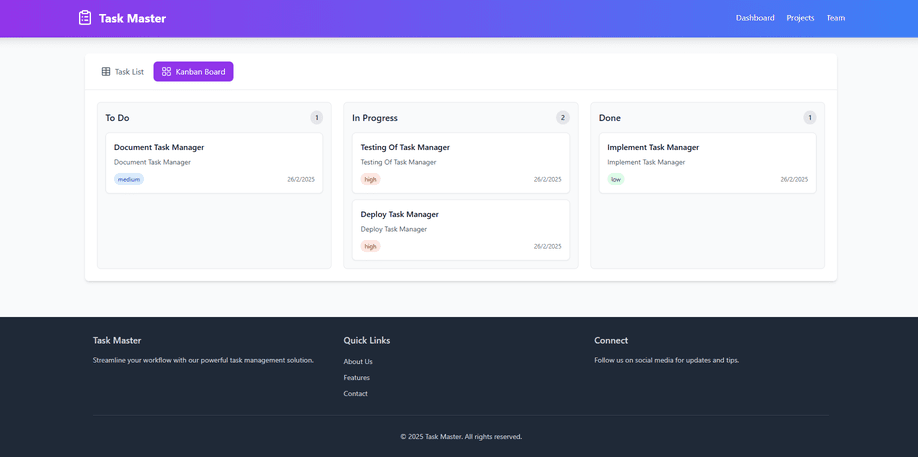 Task Master
Dashboard Projects Team
Task List Kanban Board
To Do 1
Document Task Manager
Document Task Manager
medium 26/2/2025
In Progress 2
Testing Of Task Manager
Testing Of Task Manager
high 26/2/2025
Deploy Task Manager
Deploy Task Manager
high 26/2/2025
Done 1
Implement Task Manager
Implement Task Manager
low 26/2/2025
Task Master
Streamline your workflow with our powerful task management solution.
Quick Links
About Us
Features
Contact
Connect
Follow us on social media for updates and tips.
© 2025 Task Master. All rights reserved.